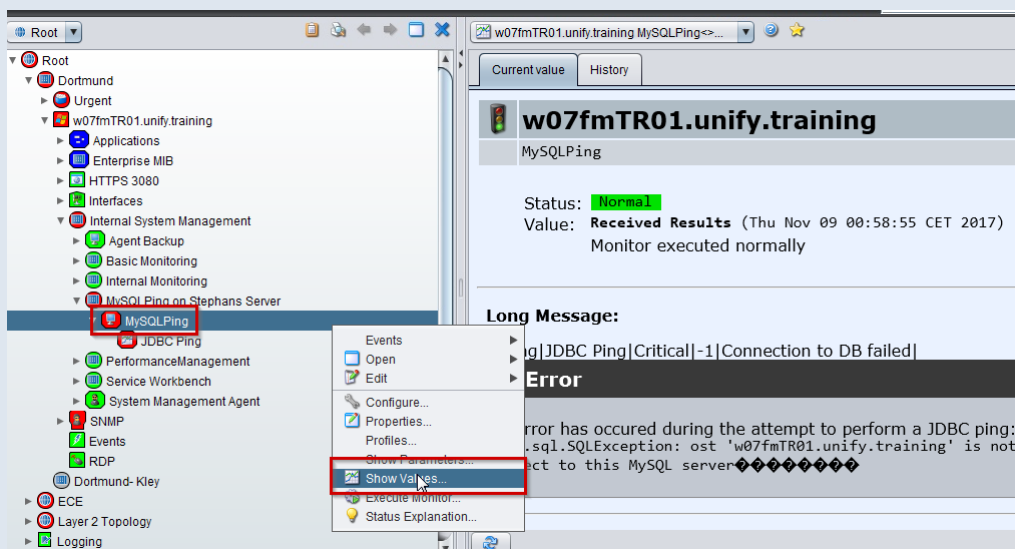 Root
Root
Dortmund
Urgent
w07fmTR01.unify.training
Applications
Enterprise MIB
HTTPS 3080
Interfaces
Internal System Management
Agent Backup
Basic Monitoring
Internal Monitoring
MySQLPing on Stephans Server
MySQLPing
JDBC Ping
PerformanceManagement
Service Workbench
System Management Agent
SNMP
Events
RDP
Dortmund- Kley
ECE
Layer 2 Topology
Logging
Events
Open
Edit
Configure...
Properties...
Profiles...
Show Parameters...
Show Values...
Execute Monitor...
Status Explanation...
w07fmTR01.unify.training MySQLPing<>...
Current value
History
w07fmTR01.unify.training
MySQLPing
Status: Normal
Value: Received Results (Thu Nov 09 00:58:55 CET 2017)
Monitor executed normally
Long Message:
ng|JDBC Ping|Critical|-1|Connection to DB failed|
Error
rror has occured during the attempt to perform a JDBC ping:
.sql.SQLException: ost 'w07fmTR01.unify.training' is not
ect to this MySQL server����������